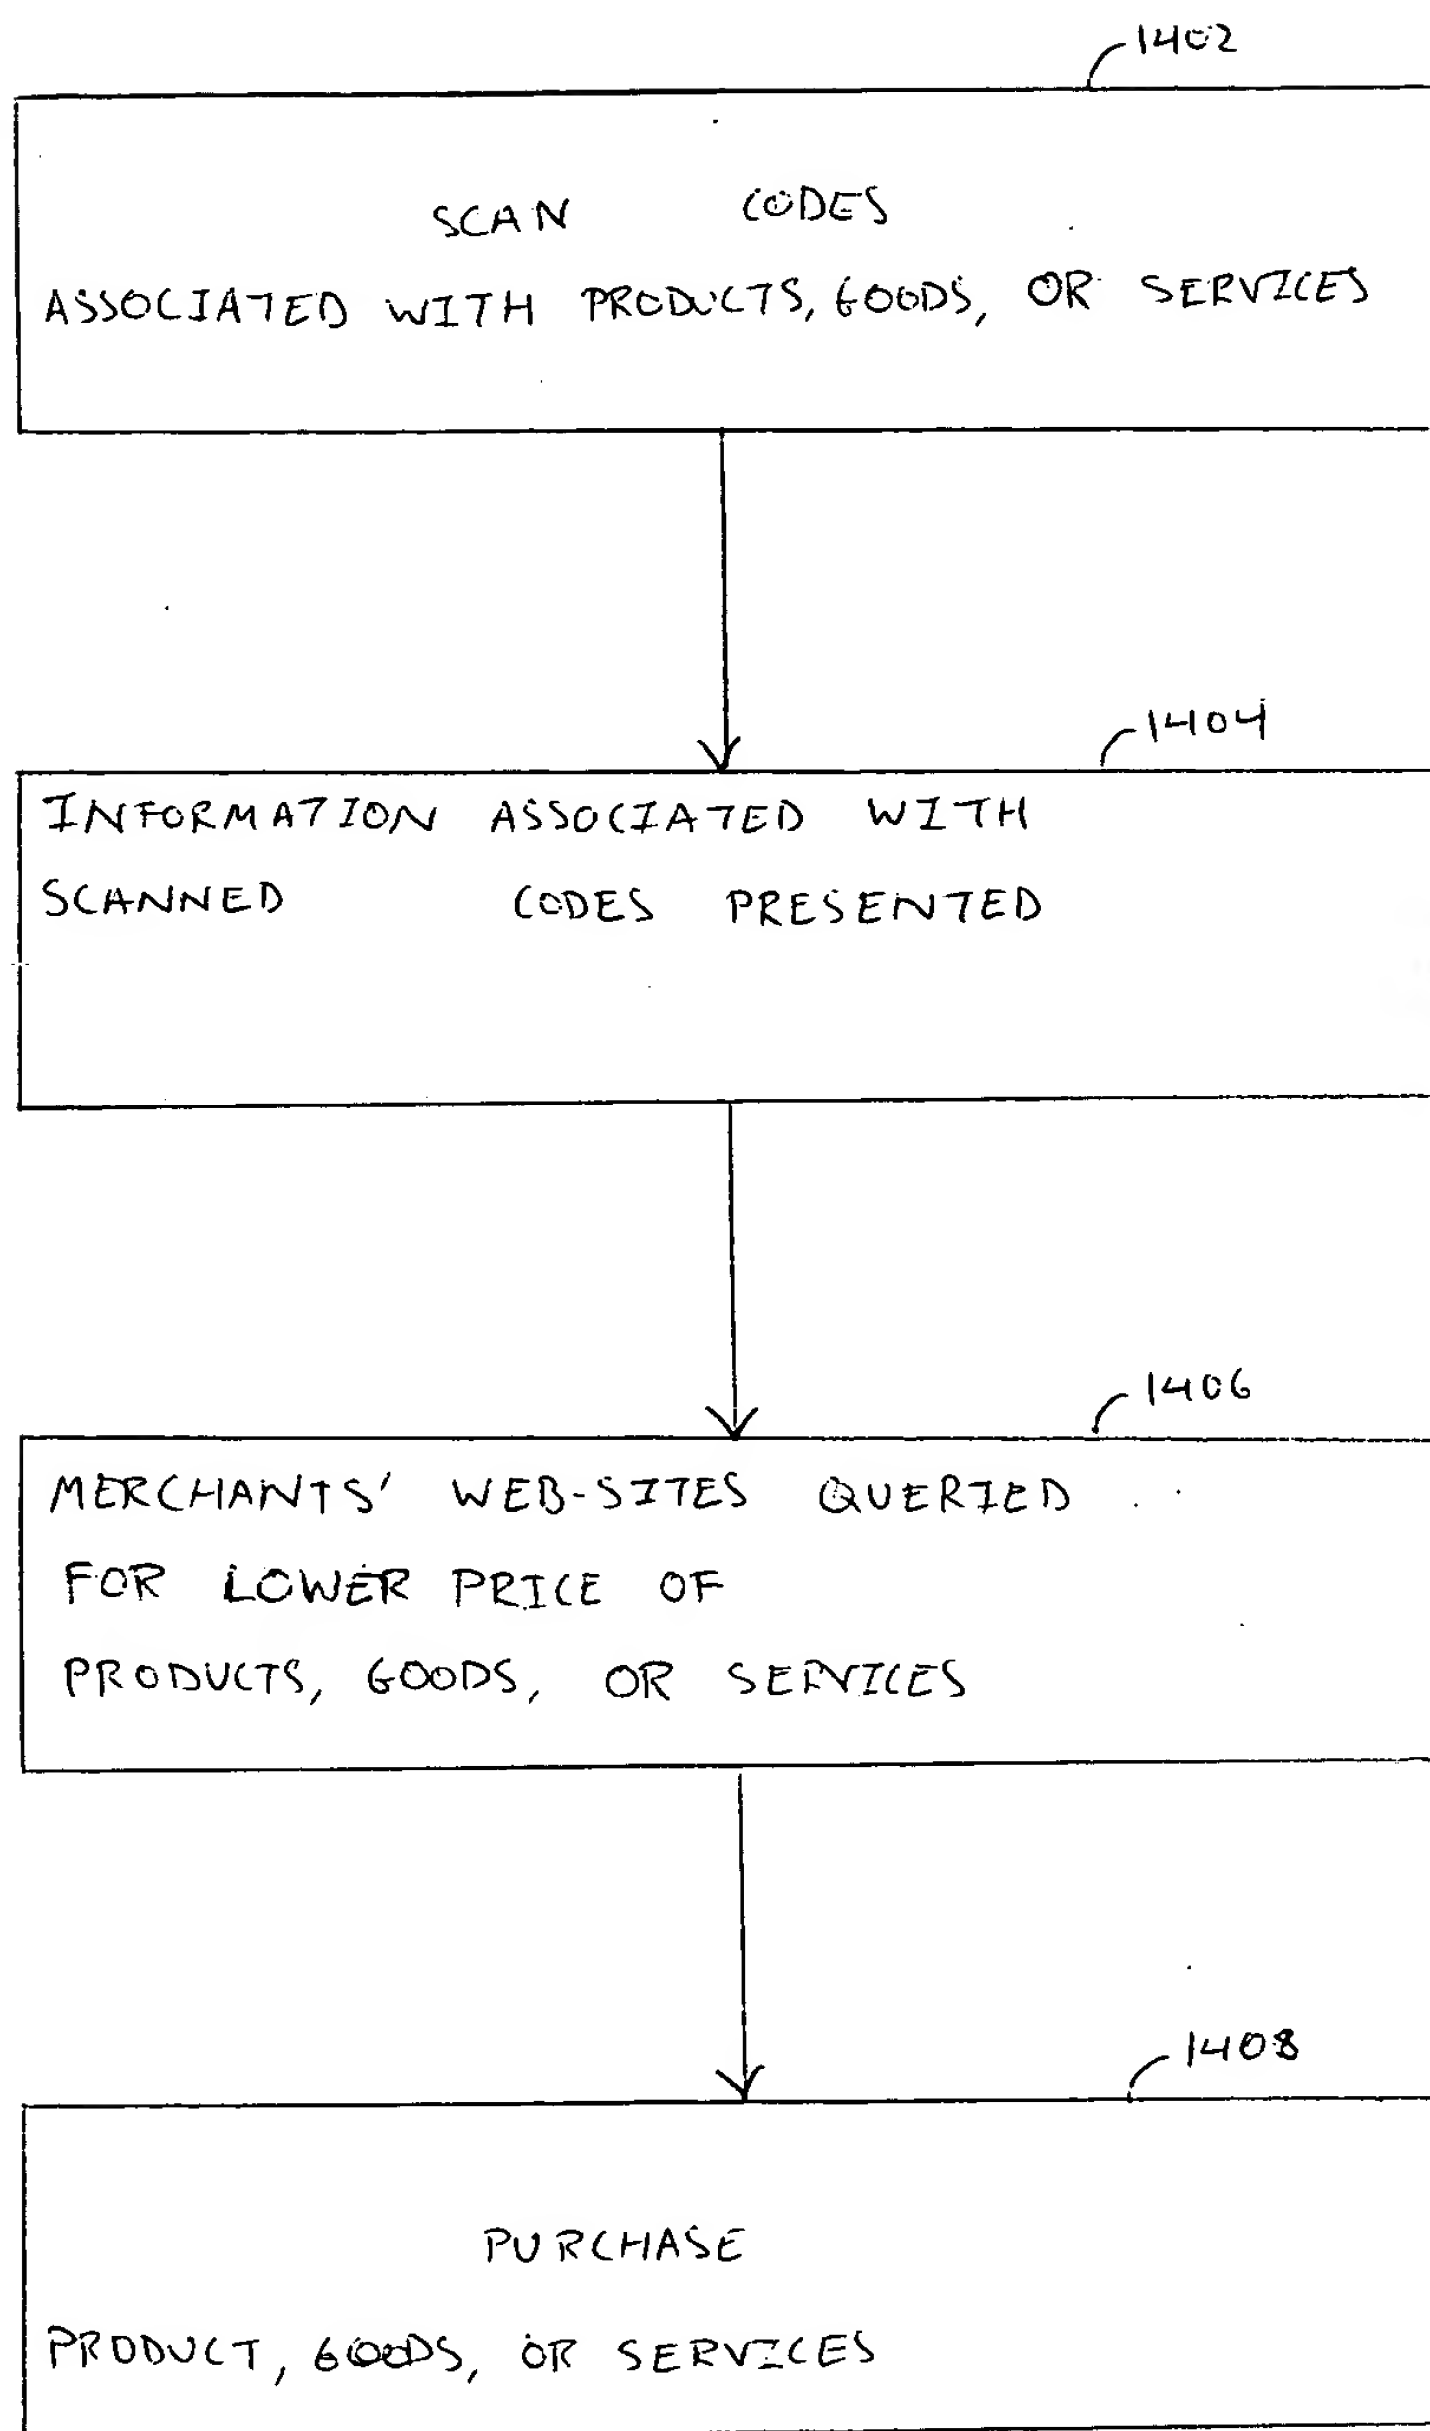 1402
SCAN CODES
ASSOCIATED WITH PRODUCTS, GOODS, OR SERVICES
1404
INFORMATION ASSOCIATED WITH
SCANNED CODES PRESENTED
1406
MERCHANTS' WEB-SITES QUERIED
FOR LOWER PRICE OF
PRODUCTS, GOODS, OR SERVICES
1408
PURCHASE
PRODUCT, GOODS, OR SERVICES